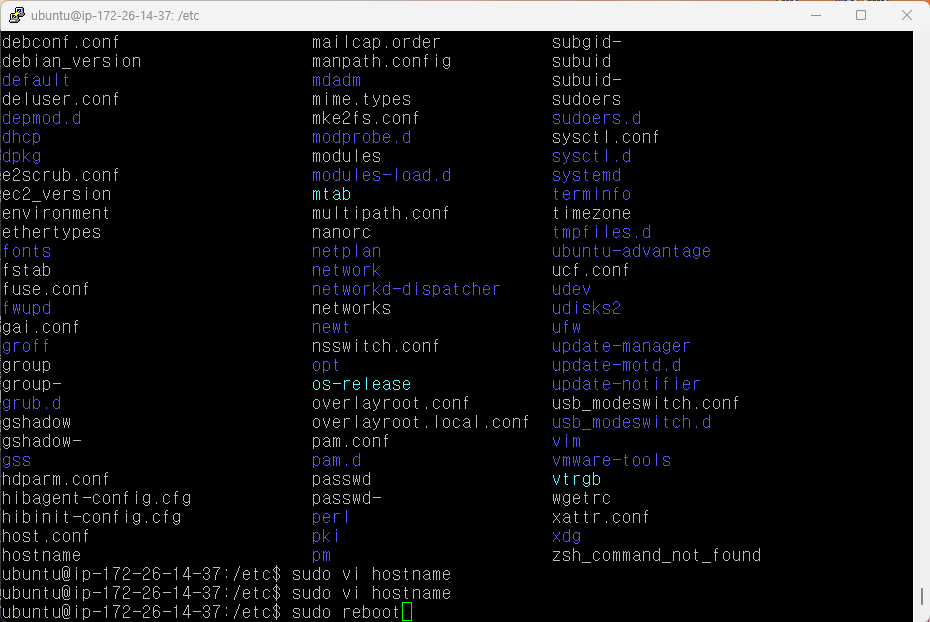 ubuntu@ip-172-26-14-37: /etc
debconf.conf mailcap.order subgid-
debian_version manpath.config subuid
default mdadm subuid-
deluser.conf mime.types sudoers
depmod.d mke2fs.conf sudoers.d
dhcp modprobe.d sysctl.conf
dpkg modules sysctl.d
e2scrub.conf modules-load.d systemd
ec2_version mtab terminfo
environment multipath.conf timezone
ethertypes nanorc tmpfiles.d
fonts netplan ubuntu-advantage
fstab network ucf.conf
fuse.conf networkd-dispatcher udev
fwupd networks udisks2
gai.conf newt ufw
groff nsswitch.conf update-manager
group opt update-motd.d
group- os-release update-notifier
grub.d overlayroot.conf usb_modeswitch.conf
gshadow overlayroot.local.conf usb_modeswitch.d
gshadow- pam.conf vim
gss pam.d vmware-tools
hdparm.conf passwd vtrgb
hibagent-config.cfg passwd- wgetrc
hibinit-config.cfg perl xattr.conf
host.conf pki xdg
hostname pm zsh_command_not_found
ubuntu@ip-172-26-14-37:/etc$ sudo vi hostname
ubuntu@ip-172-26-14-37:/etc$ sudo vi hostname
ubuntu@ip-172-26-14-37:/etc$ sudo reboot